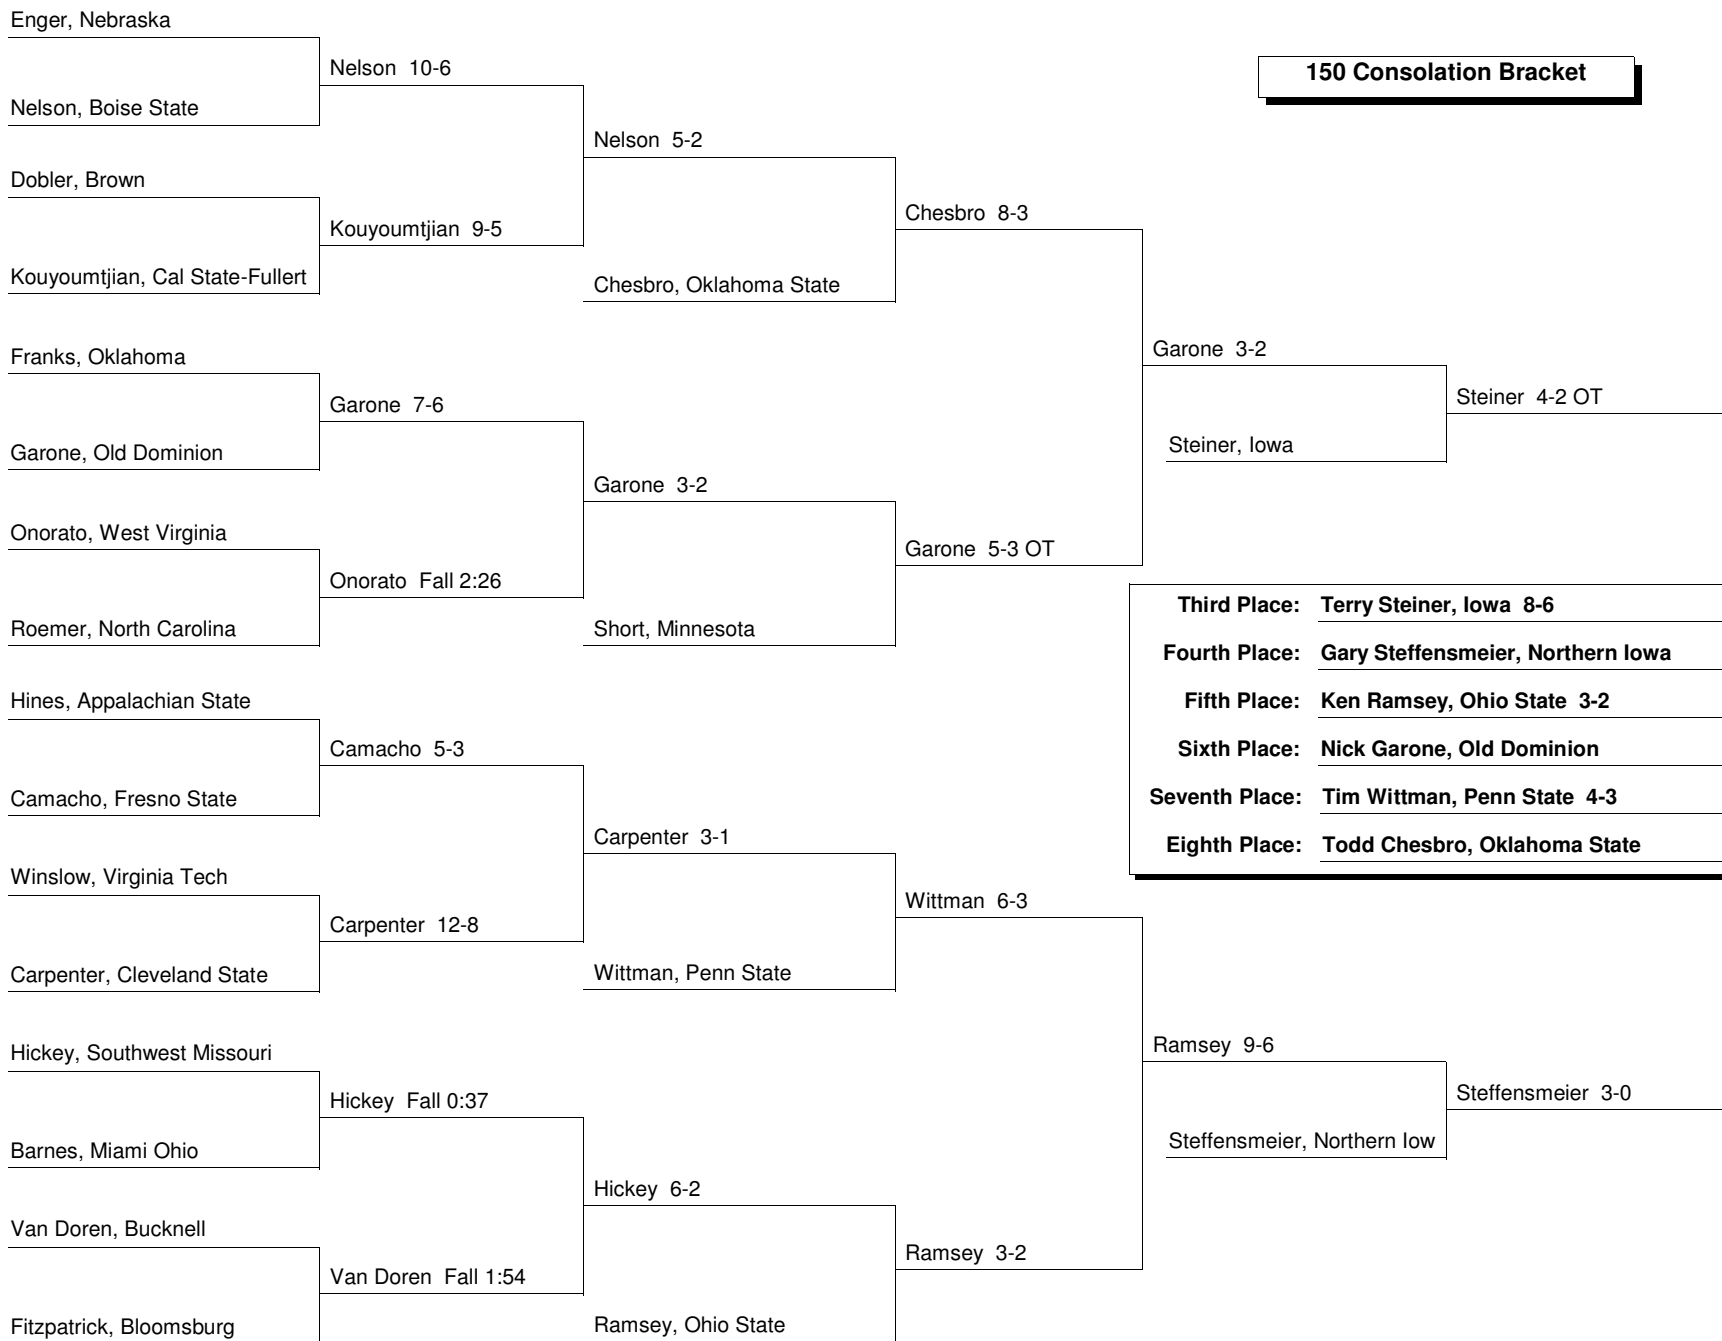 Enger, Nebraska
Nelson 10-6
150 Consolation Bracket
Nelson, Boise State
Nelson 5-2
Dobler, Brown
Chesbro 8-3
Kouyoumtjian 9-5
Kouyoumtjian, Cal State-Fullert
Chesbro, Oklahoma State
Garone 3-2
Franks, Oklahoma
Steiner 4-2 OT
Garone 7-6
Steiner, Iowa
Garone, Old Dominion
Garone 3-2
Onorato, West Virginia
Garone 5-3 OT
Onorato Fall 2:26
Third Place: Terry Steiner, Iowa 8-6
Roemer, North Carolina
Short, Minnesota
Fourth Place: Gary Steffensmeier, Northern Iowa
Hines, Appalachian State
Fifth Place: Ken Ramsey, Ohio State 3-2
Camacho 5-3
Sixth Place: Nick Garone, Old Dominion
Camacho, Fresno State
Seventh Place: Tim Wittman, Penn State 4-3
Carpenter 3-1
Eighth Place: Todd Chesbro, Oklahoma State
Winslow, Virginia Tech
Wittman 6-3
Carpenter 12-8
Carpenter, Cleveland State
Wittman, Penn State
Ramsey 9-6
Hickey, Southwest Missouri
Steffensmeier 3-0
Hickey Fall 0:37
Steffensmeier, Northern Iow
Barnes, Miami Ohio
Hickey 6-2
Van Doren, Bucknell
Ramsey 3-2
Van Doren Fall 1:54
Fitzpatrick, Bloomsburg
Ramsey, Ohio State